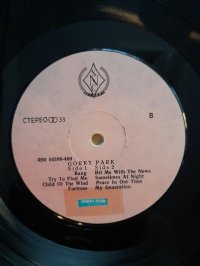 СТЕРЕО 33
B
GORKY PARK
Side 1 Side 2
Bang Hit Me With The News
Try To Find Me Sometimes At Night
Child Of The Wind Peace In Our Time
Fortress My Generation